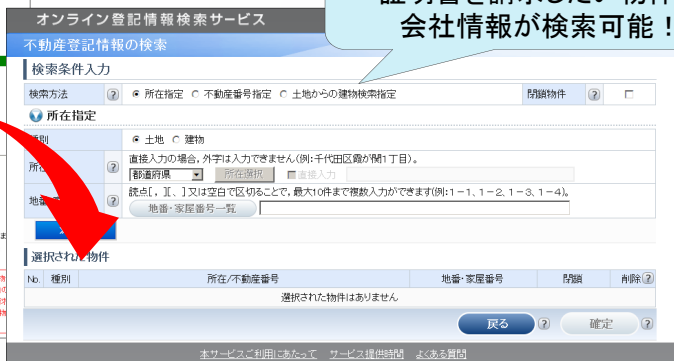 オンライン登記情報検索サービス
会社情報が検索可能！
不動産登記情報の検索
検索条件入力
検索方法 ? 所在指定 不動産番号指定 土地からの建物検索指定 閉鎖物件 ?
所在指定
種別 土地 建物
直接入力の場合，外字は入力できません(例：千代田区霞が関1丁目)。
? 都道府県 所在選択 直接入力
読点[，][、]又は空白で区切ることで，最大10件まで複数入力ができます(例：1－1、1－2、1－3、1－4)。
地番 ? 地番・家屋番号一覧
選択された物件
No. 種別 所在/不動産番号 地番・家屋番号 閉鎖 削除 ?
選択された物件はありません
戻る ? 確定 ?
本サービスご利用にあたって サービス提供時間 よくある質問